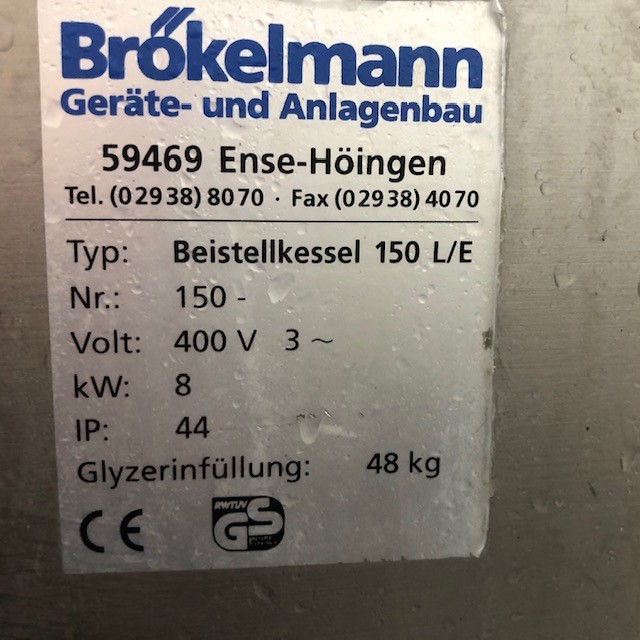 Brökelmann
Geräte- und Anlagenbau
59469 Ense-Höingen
Tel. (02938) 8070 · Fax (02938) 4070
Typ: Beistellkessel 150 L/E
Nr.: 150 -
Volt: 400 V 3 ~
kW: 8
IP: 44
Glyzerinfüllung: 48 kg
CE RWTÜV
GS